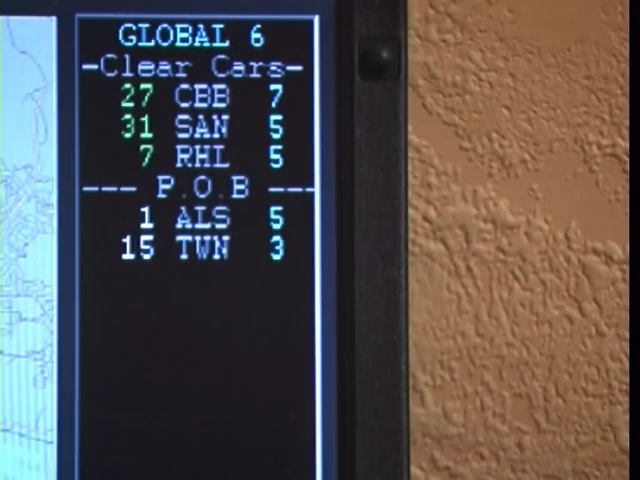 GLOBAL 6
-Clear Cars-
27 CBB 7
31 SAN 5
7 RHL 5
--- P.O.B ---
1 ALS 5
15 TWN 3